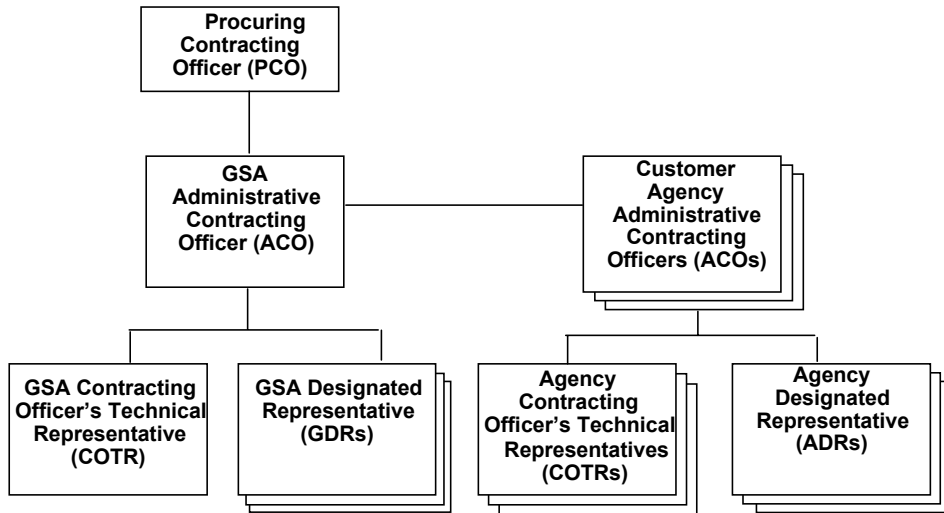 Procuring
Contracting
Officer (PCO)
GSA
Administrative
Contracting
Officer (ACO)
Customer
Agency
Administrative
Contracting
Officers (ACOs)
GSA Contracting
Officer’s Technical
Representative
(COTR)
GSA Designated
Representative
(GDRs)
Agency
Contracting
Officer’s Technical
Representatives
(COTRs)
Agency
Designated
Representative
(ADRs)